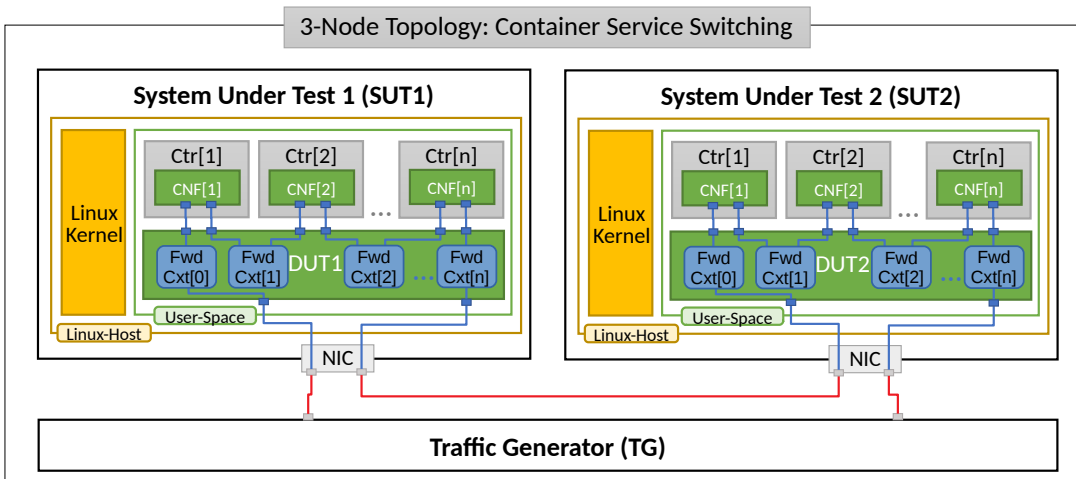 3-Node Topology: Container Service Switching
System Under Test 1 (SUT1)
Linux
Kernel
Ctr[1]
CNF[1]
Ctr[2]
CNF[2]
...
Ctr[n]
CNF[n]
Fwd
Cxt[0]
Fwd
Cxt[1]
DUT1
Fwd
Cxt[2]
...
Fwd
Cxt[n]
User-Space
Linux-Host
NIC
System Under Test 2 (SUT2)
Linux
Kernel
Ctr[1]
CNF[1]
Ctr[2]
CNF[2]
...
Ctr[n]
CNF[n]
Fwd
Cxt[0]
Fwd
Cxt[1]
DUT2
Fwd
Cxt[2]
...
Fwd
Cxt[n]
User-Space
Linux-Host
NIC
Traffic Generator (TG)